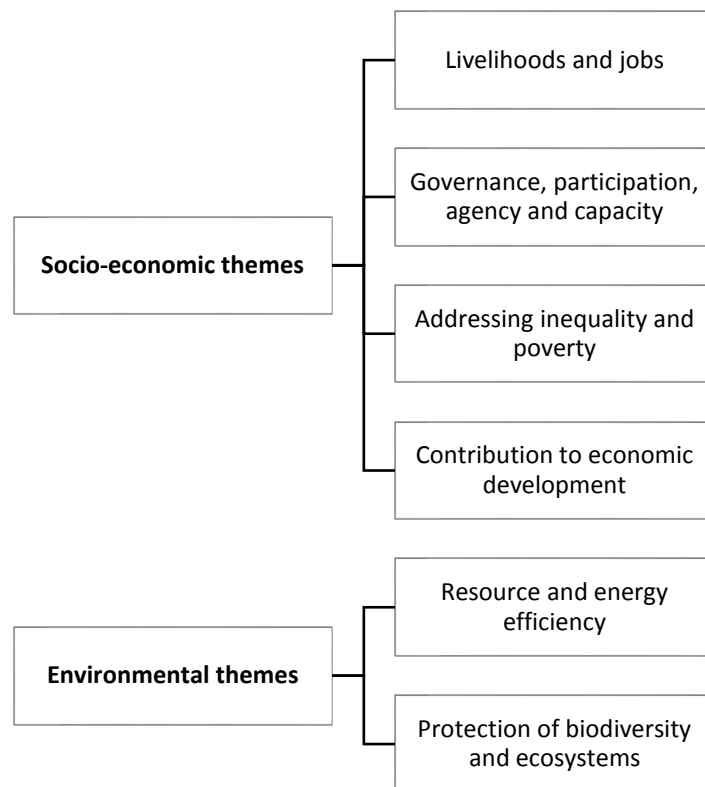 Socio-economic themes
Livelihoods and jobs
Governance, participation,
agency and capacity
Addressing inequality and
poverty
Contribution to economic
development
Environmental themes
Resource and energy
efficiency
Protection of biodiversity
and ecosystems